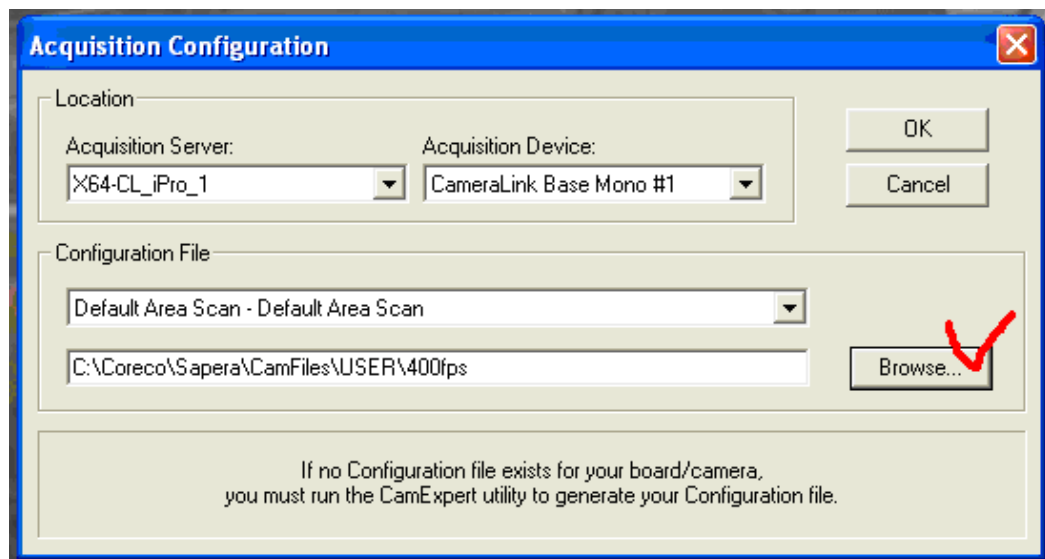 Acquisition Configuration
Location
Acquisition Server:
Acquisition Device:
X64-CL_iPro_1
CameraLink Base Mono #1
OK
Cancel
Configuration File
Default Area Scan - Default Area Scan
C:\Coreco\Sapera\CamFiles\USER\400fps
Browse...
If no Configuration file exists for your board/camera,
you must run the CamExpert utility to generate your Configuration file.